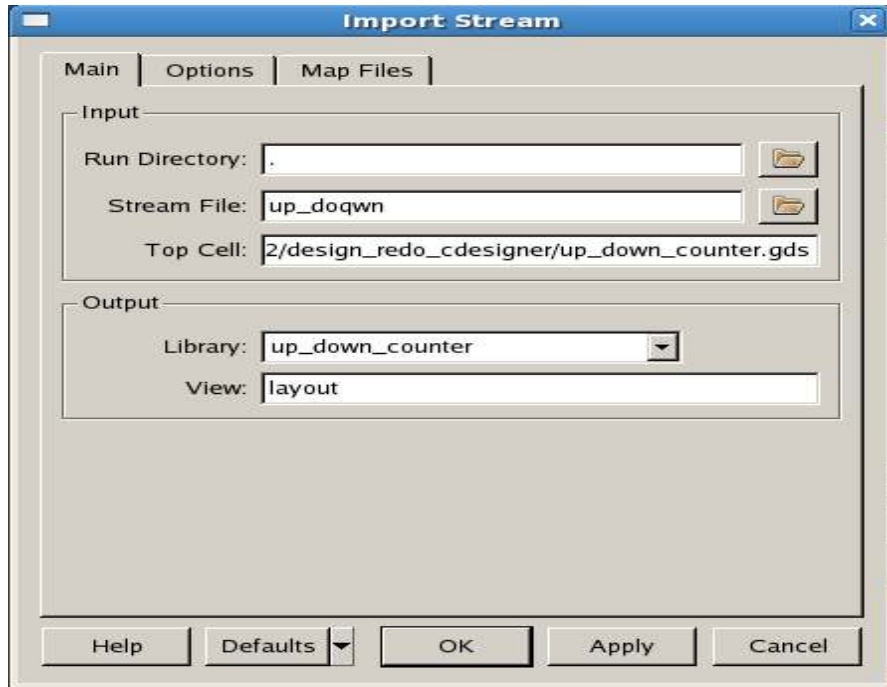 Import Stream
Main Options Map Files
Input
Run Directory: .
Stream File: up_doqwn
Top Cell: 2/design_redo_cdesigner/up_down_counter.gds
Output
Library: up_down_counter
View: layout
Help Defaults OK Apply Cancel